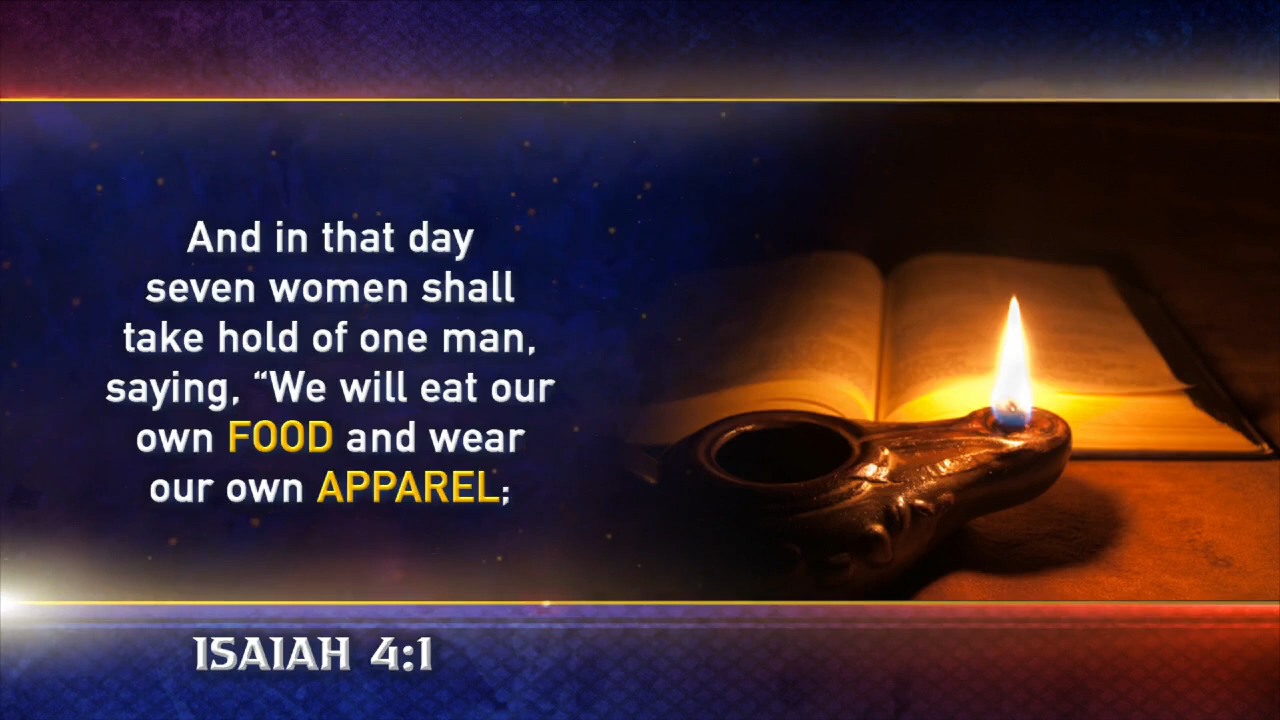 And in that day
seven women shall
take hold of one man,
saying, “We will eat our
own FOOD and wear
our own APPAREL;
ISAIAH 4:1